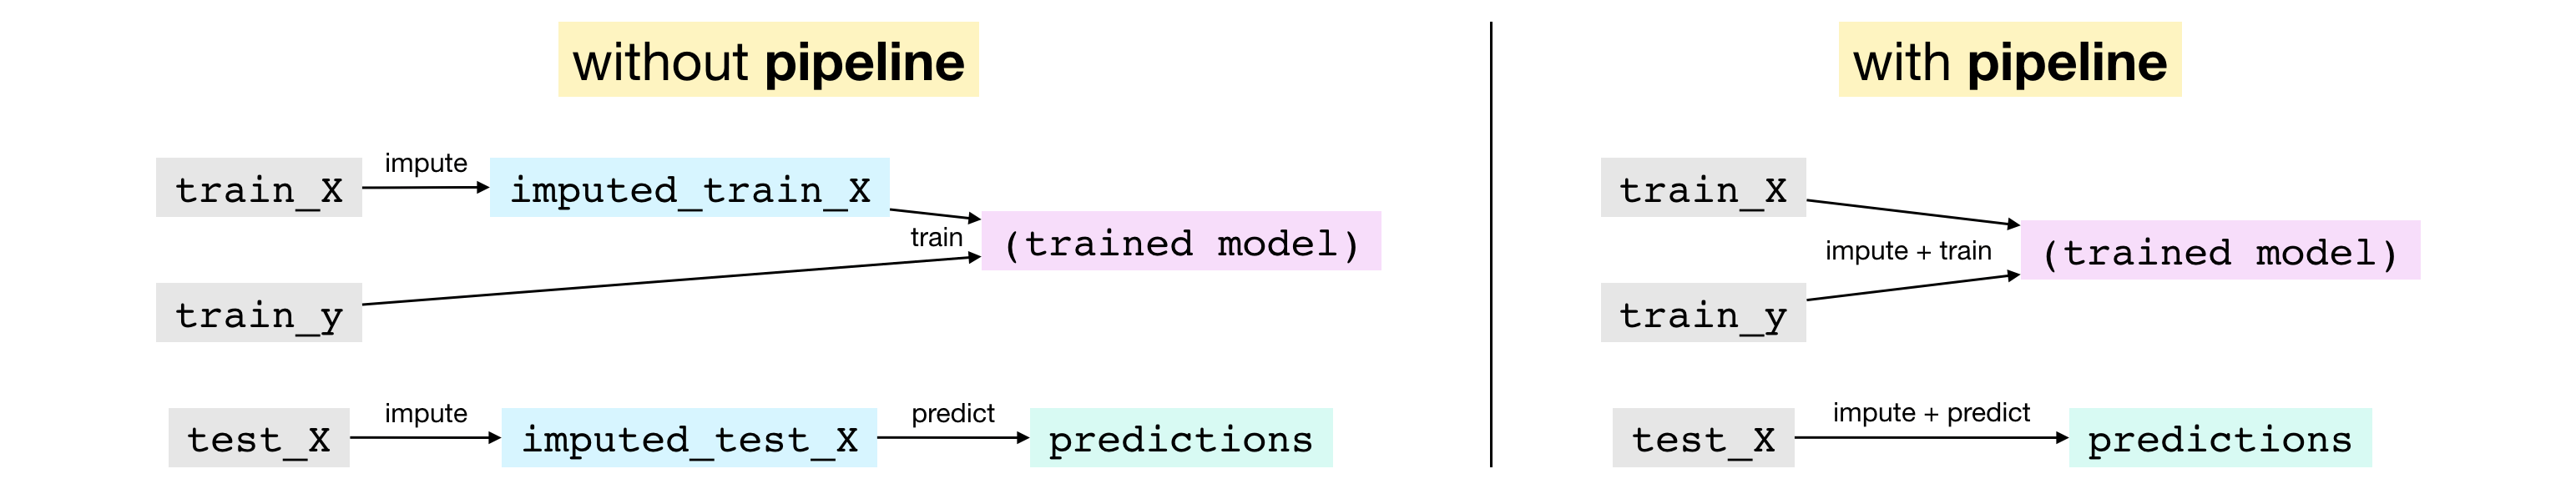 without pipeline
train_X
impute
imputed_train_X
train
(trained model)
train_y
test_X
impute
imputed_test_X
predict
predictions
with pipeline
train_X
impute + train
(trained model)
train_y
test_X
impute + predict
predictions